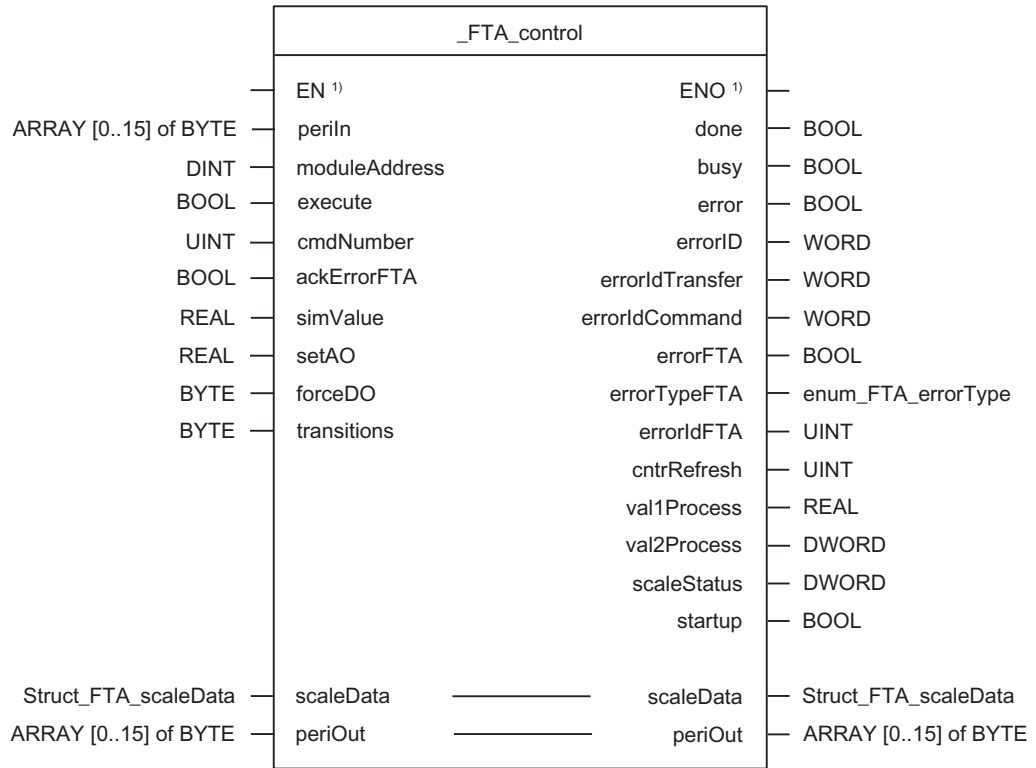 _FTA_control
EN 1) ENO 1)
ARRAY [0..15] of BYTE periIn done BOOL
DINT moduleAddress busy BOOL
BOOL execute error BOOL
UINT cmdNumber errorID WORD
BOOL ackErrorFTA errorIdTransfer WORD
REAL simValue errorIdCommand WORD
REAL setAO errorFTA BOOL
BYTE forceDO errorTypeFTA enum_FTA_errorType
BYTE transitions errorIdFTA UINT
cntrRefresh UINT
val1Process REAL
val2Process DWORD
scaleStatus DWORD
startup BOOL
Struct_FTA_scaleData scaleData scaleData Struct_FTA_scaleData
ARRAY [0..15] of BYTE periOut periOut ARRAY [0..15] of BYTE